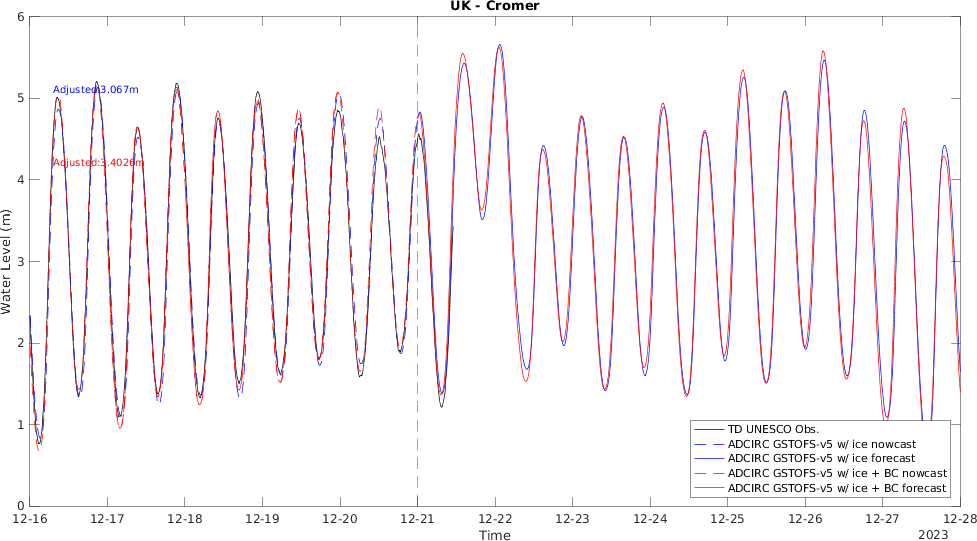 UK - Cromer
6
5
4
3
2
1
0
Water Level (m)
Adjusted:3.067m
Adjusted:3.4026m
TD UNESCO Obs.
ADCIRC GSTOFS-v5 w/ ice nowcast
ADCIRC GSTOFS-v5 w/ ice forecast
ADCIRC GSTOFS-v5 w/ ice + BC nowcast
ADCIRC GSTOFS-v5 w/ ice + BC forecast
12-16 12-17 12-18 12-19 12-20 12-21 12-22 12-23 12-24 12-25 12-26 12-27 12-28
Time
2023